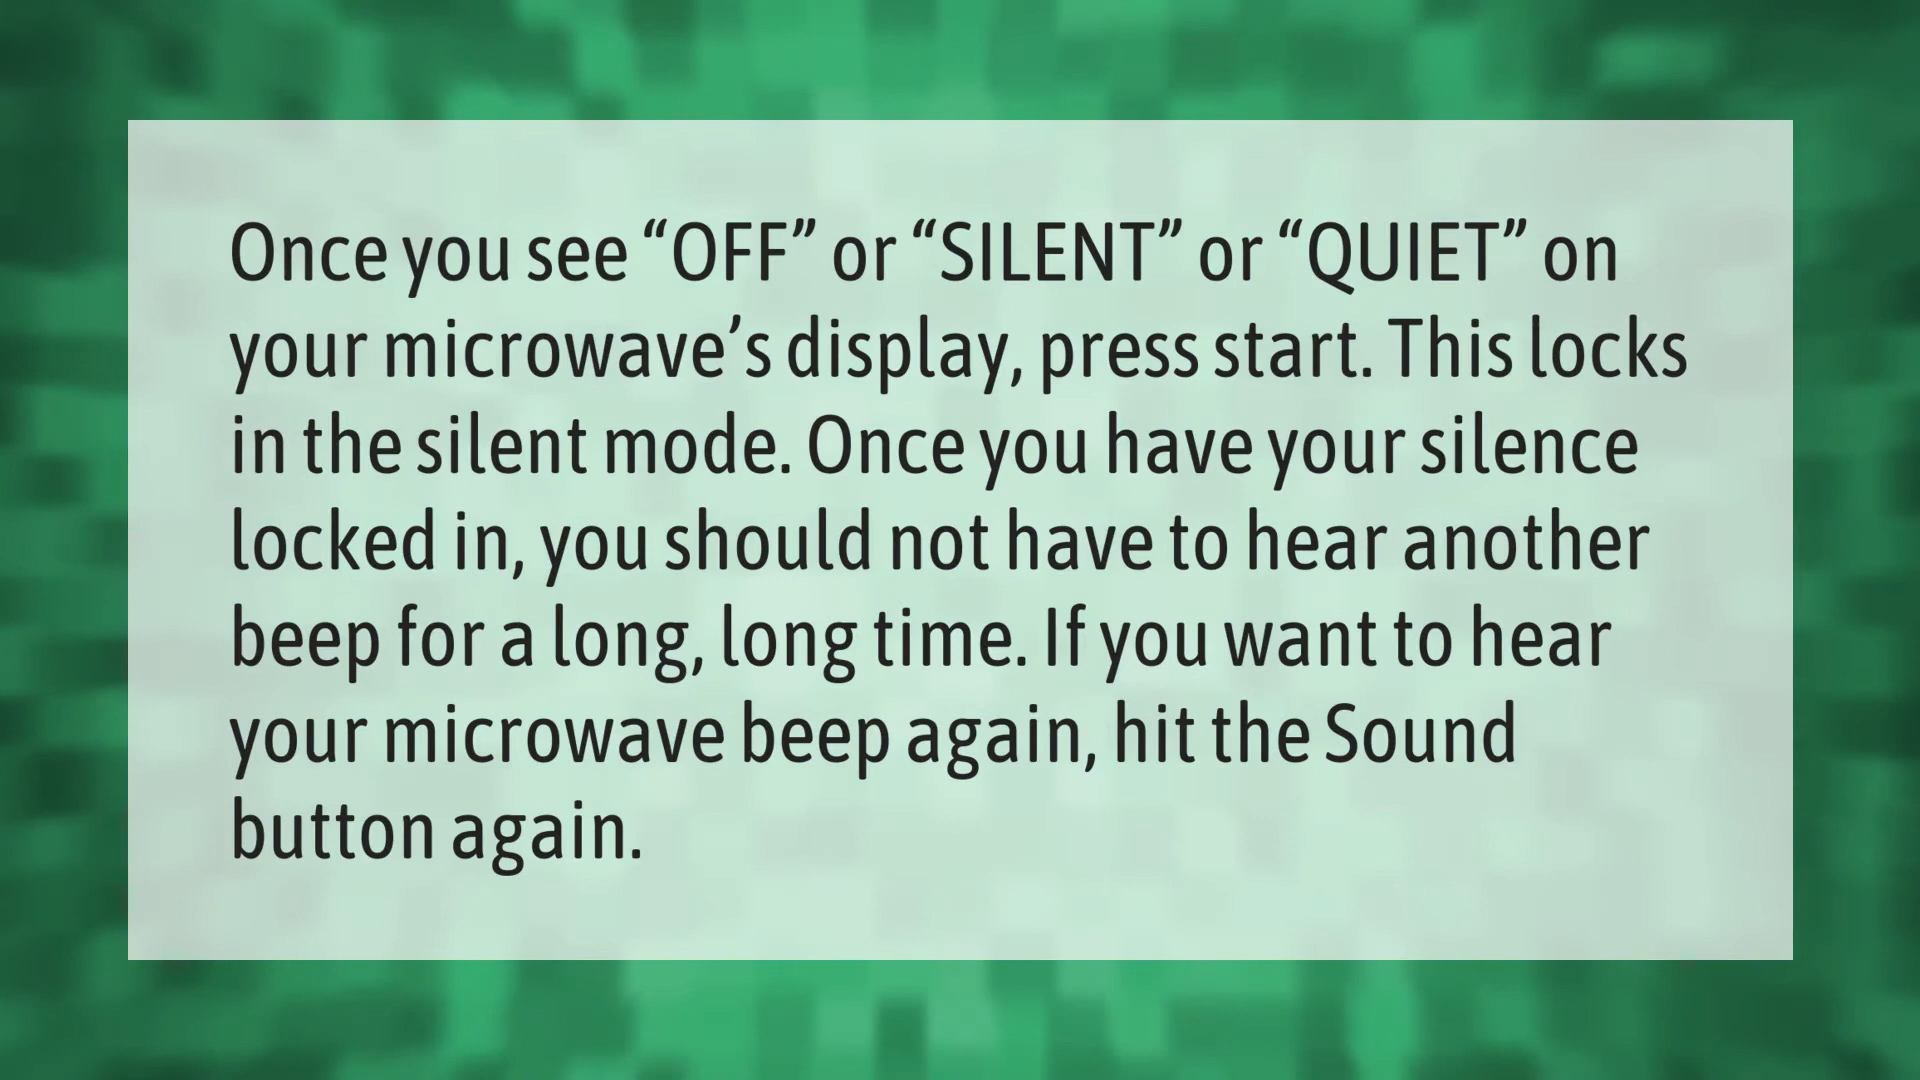 Once you see “OFF” or “SILENT” or “QUIET” on
your microwave’s display, press start. This locks
in the silent mode. Once you have your silence
locked in, you should not have to hear another
beep for a long, long time. If you want to hear
your microwave beep again, hit the Sound
button again.